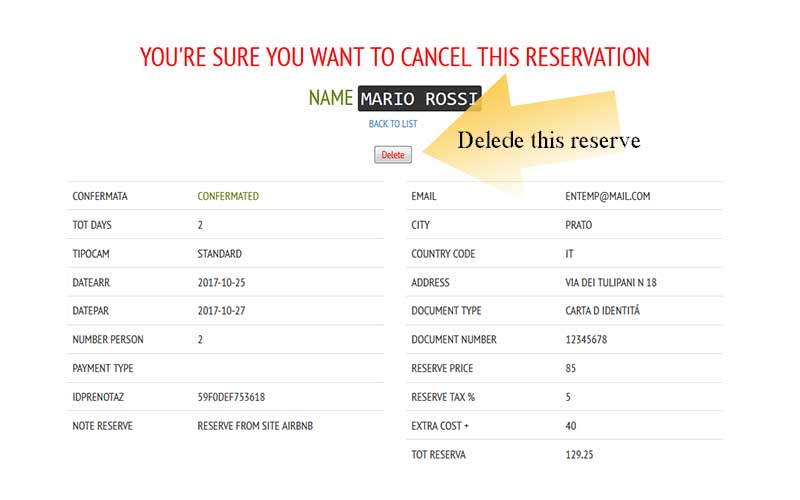 YOU'RE SURE YOU WANT TO CANCEL THIS RESERVATION
NAME MARIO ROSSI
BACK TO LIST
Delete
Delede this reserve
CONFERMATA CONFERMATED
TOT DAYS 2
TIPOCAM STANDARD
DATEARR 2017-10-25
DATEPAR 2017-10-27
NUMBER PERSON 2
PAYMENT TYPE
IDPRENOTAZ 59F0DEF753618
NOTE RESERVE RESERVE FROM SITE AIRBNB
EMAIL ENTEMP@MAIL.COM
CITY PRATO
COUNTRY CODE IT
ADDRESS VIA DEI TULIPANI N 18
DOCUMENT TYPE CARTA D IDENTITÁ
DOCUMENT NUMBER 12345678
RESERVE PRICE 85
RESERVE TAX % 5
EXTRA COST + 40
TOT RESERVA 129.25